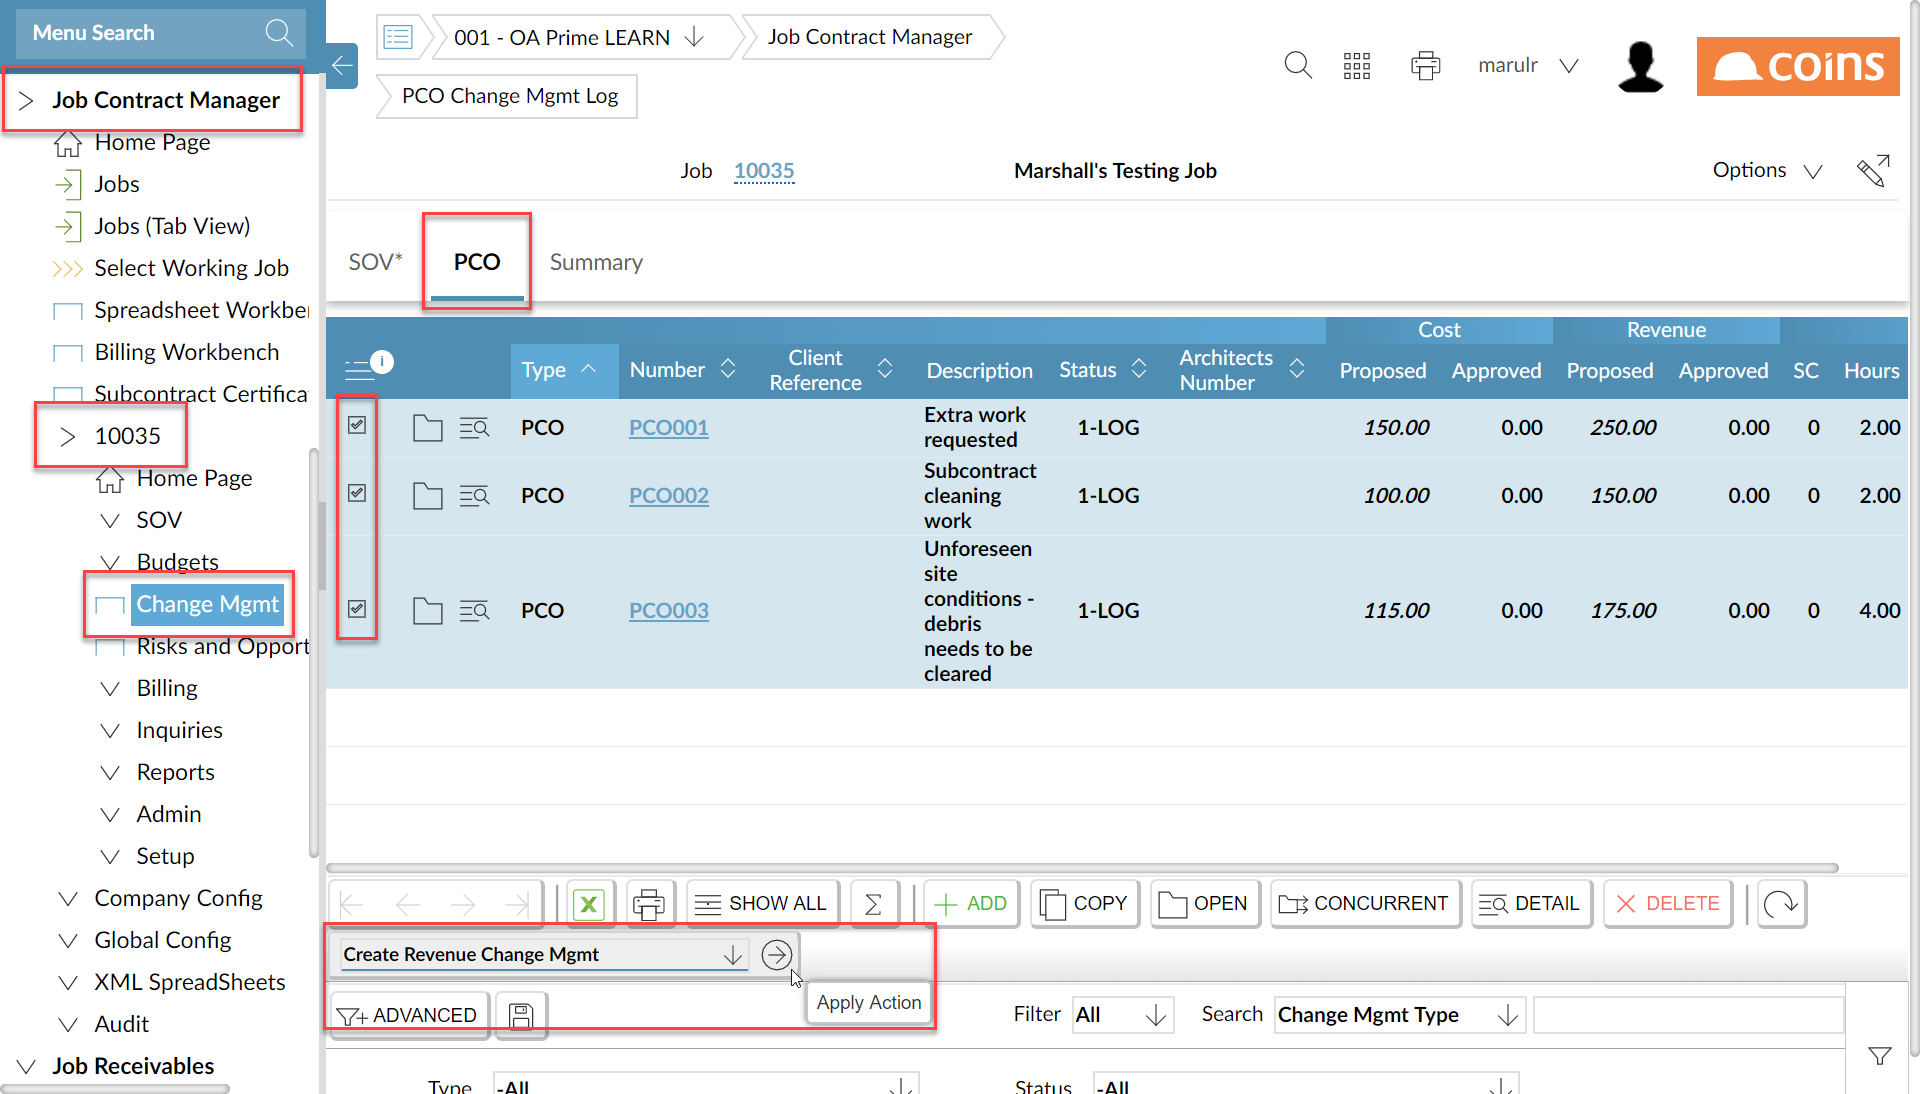 Menu Search
Job Contract Manager
Home Page
Jobs
Jobs (Tab View)
Select Working Job
Spreadsheet Workber
Billing Workbench
Subcontract Certifica
10035
Home Page
SOV
Budgets
Change Mgmt
Risks and Opport
Billing
Inquiries
Reports
Admin
Setup
Company Config
Global Config
XML SpreadSheets
Audit
Job Receivables
001 - OA Prime LEARN
Job Contract Manager
PCO Change Mgmt Log
marulr
coins
Job 10035 Marshall's Testing Job Options
SOV* PCO Summary
Cost Revenue
i Type Number Client Reference Description Status Architects Number Proposed Approved Proposed Approved SC Hours
PCO PCO001 Extra work requested 1-LOG 150.00 0.00 250.00 0.00 0 2.00
PCO PCO002 Subcontract cleaning work 1-LOG 100.00 0.00 150.00 0.00 0 2.00
PCO PCO003 Unforeseen site conditions - debris needs to be cleared 1-LOG 115.00 0.00 175.00 0.00 0 4.00
X SHOW ALL Σ ADD COPY OPEN CONCURRENT DETAIL DELETE
Create Revenue Change Mgmt
Apply Action
ADVANCED Filter All Search Change Mgmt Type
Type -All Status -All